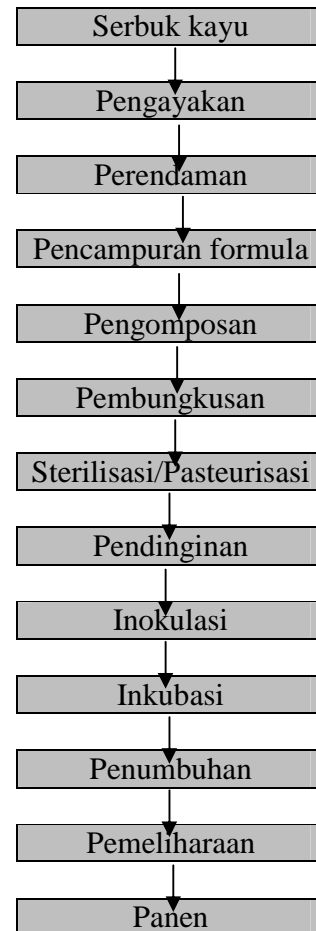 Serbuk kayu
Pengayakan
Perendaman
Pencampuran formula
Pengomposan
Pembungkusan
Sterilisasi/Pasteurisasi
Pendinginan
Inokulasi
Inkubasi
Penumbuhan
Pemeliharaan
Panen